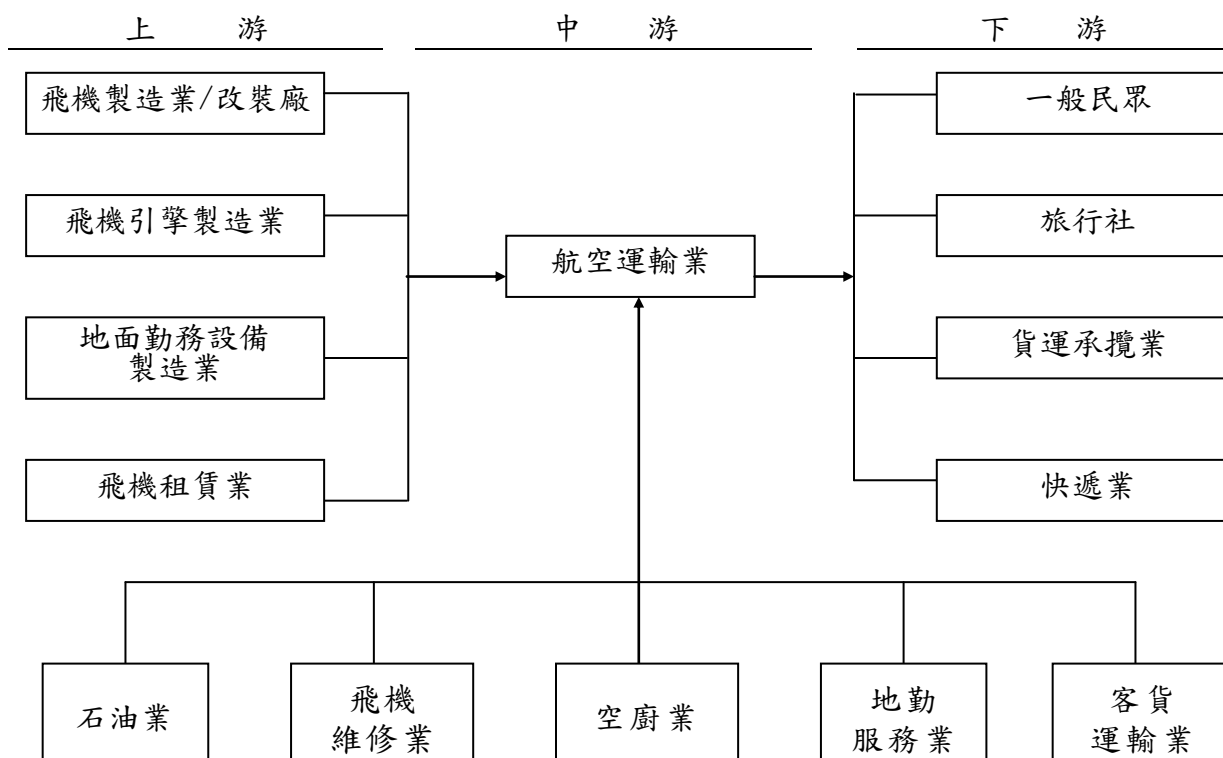 上游
中游
下游
飛機製造業/改裝廠
一般民眾
飛機引擎製造業
旅行社
航空運輸業
地面勤務設備
製造業
貨運承攬業
飛機租賃業
快遞業
石油業
飛機
維修業
空廚業
地勤
服務業
客貨
運輸業